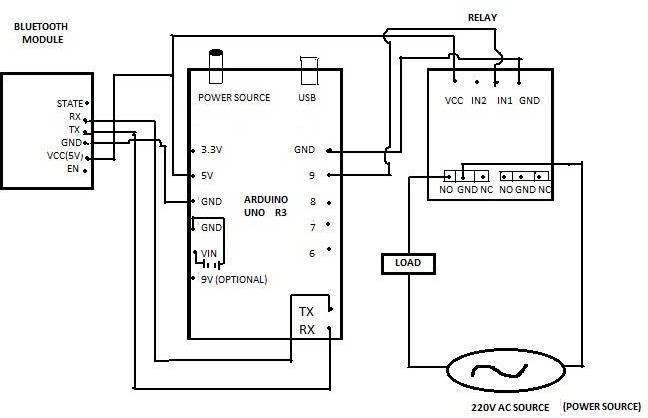 RELAY
BLUETOOTH
MODULE
POWER SOURCE
USB
VCC IN2 IN1 GND
STATE
RX
TX
GND
VCC(5V)
EN
3.3V
5V
GND
GND
VIN
9V (OPTIONAL)
ARDUINO
UNO R3
GND
9
8
7
6
TX
RX
NO GND NC NO GND NC
LOAD
220V AC SOURCE (POWER SOURCE)